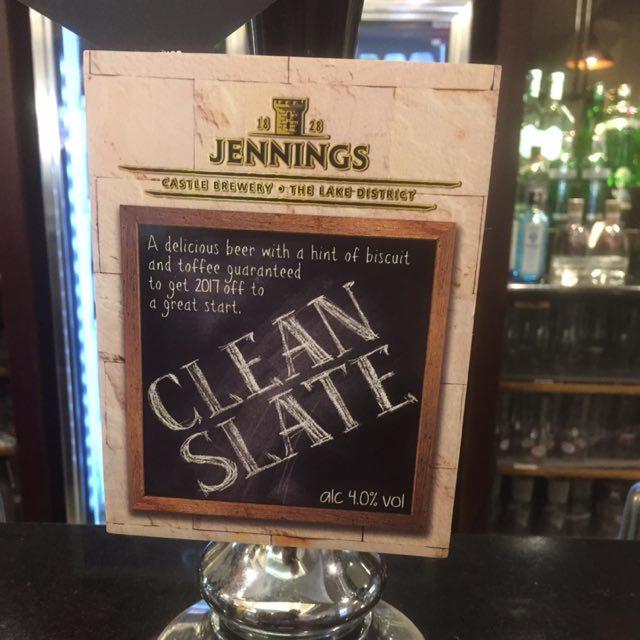 18 28
JENNINGS
CASTLE BREWERY • THE LAKE DISTRICT
A delicious beer with a hint of biscuit
and toffee guaranteed
to get 2017 off to
a great start.
CLEAN
SLATE
alc 4.0% vol